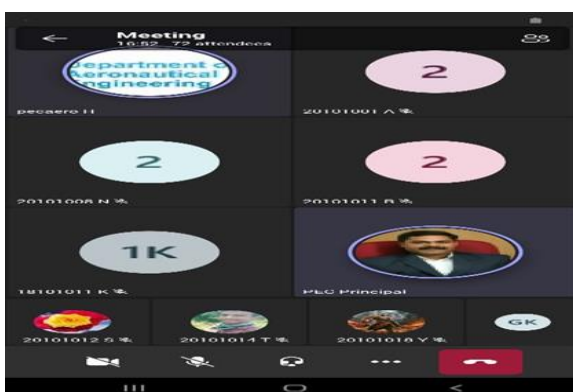 Meeting
16:52 72 attendees
Department of
Aeronautical
Engineering
pecaero H
2
20101001 A
2
20101008 N
2
20101011 B
1K
18101011 K
PEC Principal
20101012 S
20101014 T
20101018 Y
GK